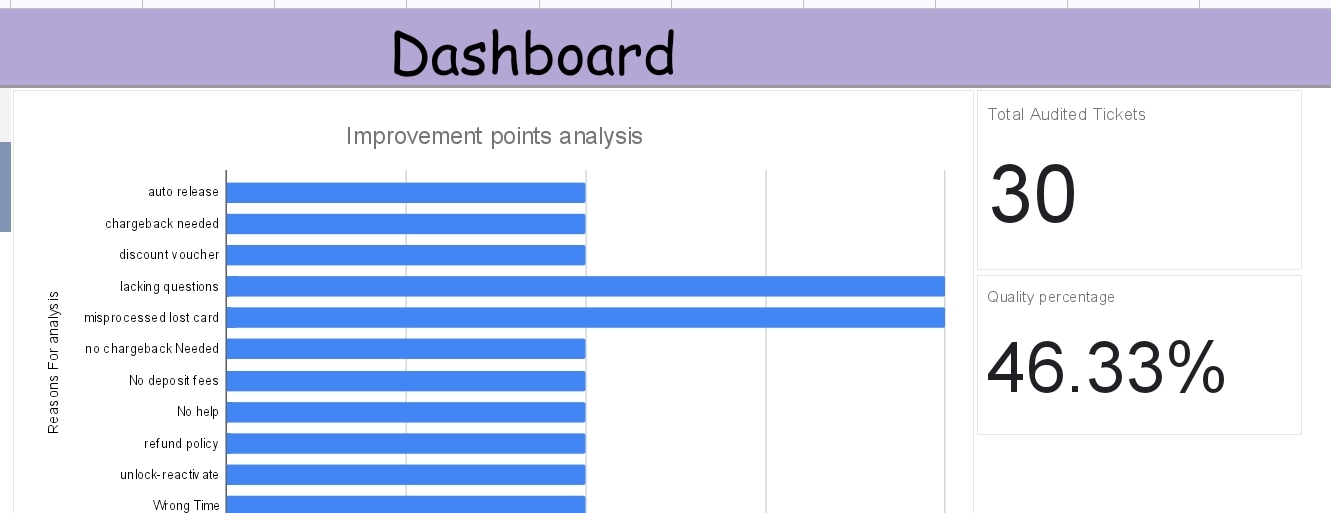 Dashboard
Improvement points analysis
Reasons For analysis
auto release
chargeback needed
discount voucher
lacking questions
misprocessed lost card
no chargeback Needed
No deposit fees
No help
refund policy
unlock-reactivate
Wrong Time
Total Audited Tickets
30
Quality percentage
46.33%